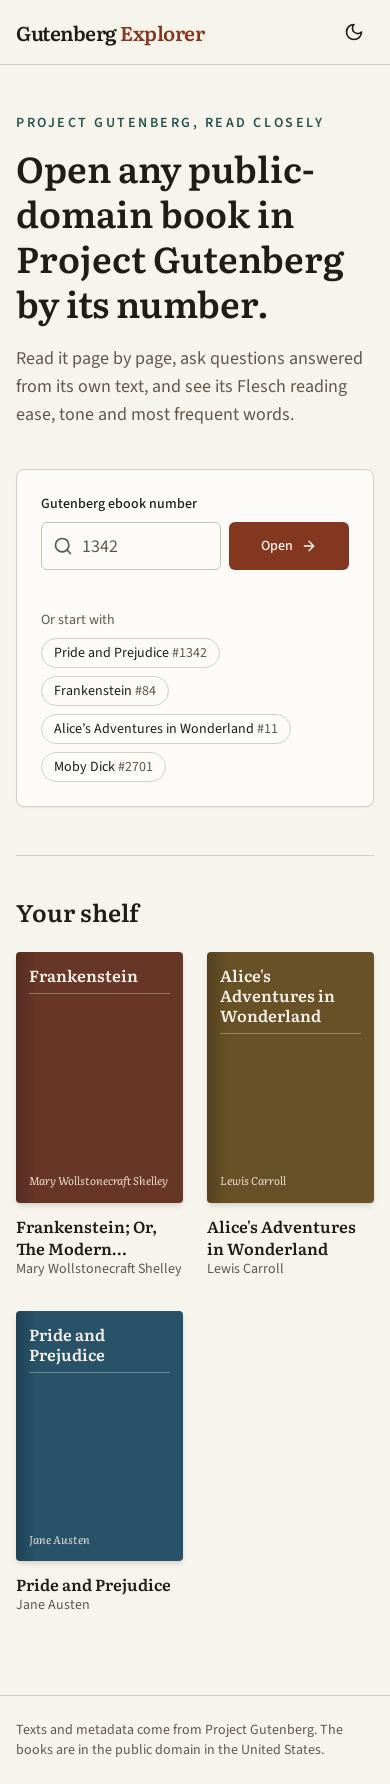 Gutenberg Explorer
PROJECT GUTENBERG, READ CLOSELY
Open any public-
domain book in
Project Gutenberg
by its number.
Read it page by page, ask questions answered
from its own text, and see its Flesch reading
ease, tone and most frequent words.
Gutenberg ebook number
1342
Open
Or start with
Pride and Prejudice #1342
Frankenstein #84
Alice’s Adventures in Wonderland #11
Moby Dick #2701
Your shelf
Frankenstein
Mary Wollstonecraft Shelley
Frankenstein; Or,
The Modern...
Mary Wollstonecraft Shelley
Alice's
Adventures in
Wonderland
Lewis Carroll
Alice's Adventures
in Wonderland
Lewis Carroll
Pride and
Prejudice
Jane Austen
Pride and Prejudice
Jane Austen
Texts and metadata come from Project Gutenberg. The
books are in the public domain in the United States.